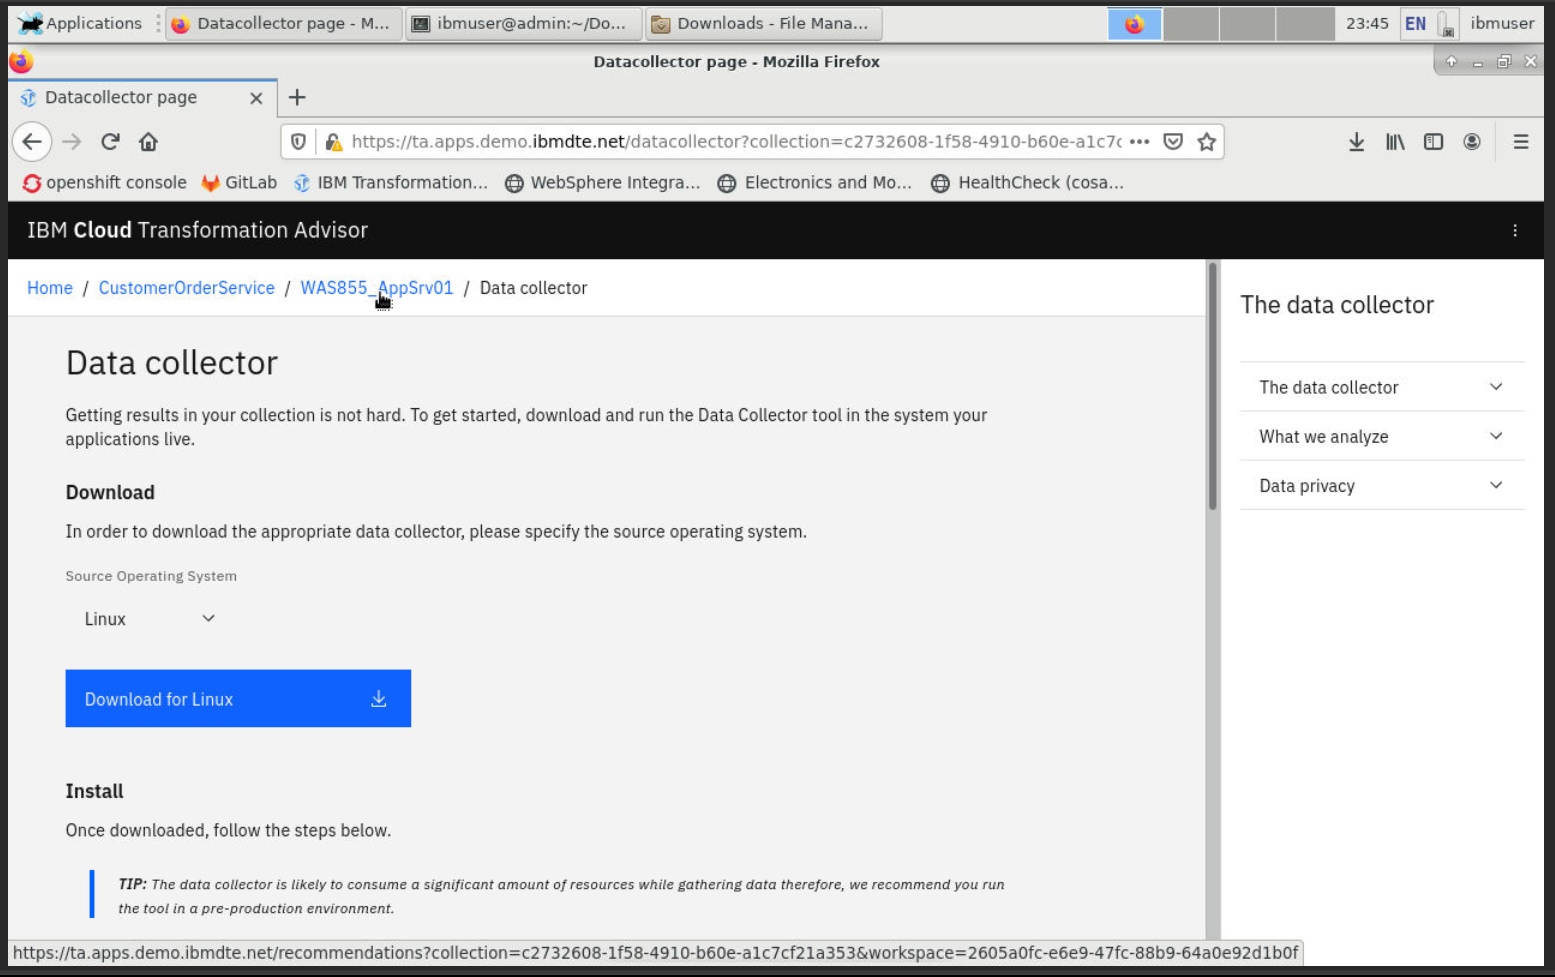 Applications
Datacollector page - M...
ibmuser@admin:~/Do...
Downloads - File Mana...
23:45
EN
ibmuser
Datacollector page - Mozilla Firefox
Datacollector page
https://ta.apps.demo.ibmdte.net/datacollector?collection=c2732608-1f58-4910-b60e-a1c7c
openshift console
GitLab
IBM Transformation...
WebSphere Integra...
Electronics and Mo...
HealthCheck (cosa...
IBM Cloud Transformation Advisor
Home / CustomerOrderService / WAS855_AppSrv01 / Data collector
Data collector
Getting results in your collection is not hard. To get started, download and run the Data Collector tool in the system your
applications live.
Download
In order to download the appropriate data collector, please specify the source operating system.
Source Operating System
Linux
Download for Linux
Install
Once downloaded, follow the steps below.
TIP: The data collector is likely to consume a significant amount of resources while gathering data therefore, we recommend you run
the tool in a pre-production environment.
The data collector
The data collector
What we analyze
Data privacy
https://ta.apps.demo.ibmdte.net/recommendations?collection=c2732608-1f58-4910-b60e-a1c7cf21a353&workspace=2605a0fc-e6e9-47fc-88b9-64a0e92d1b0f